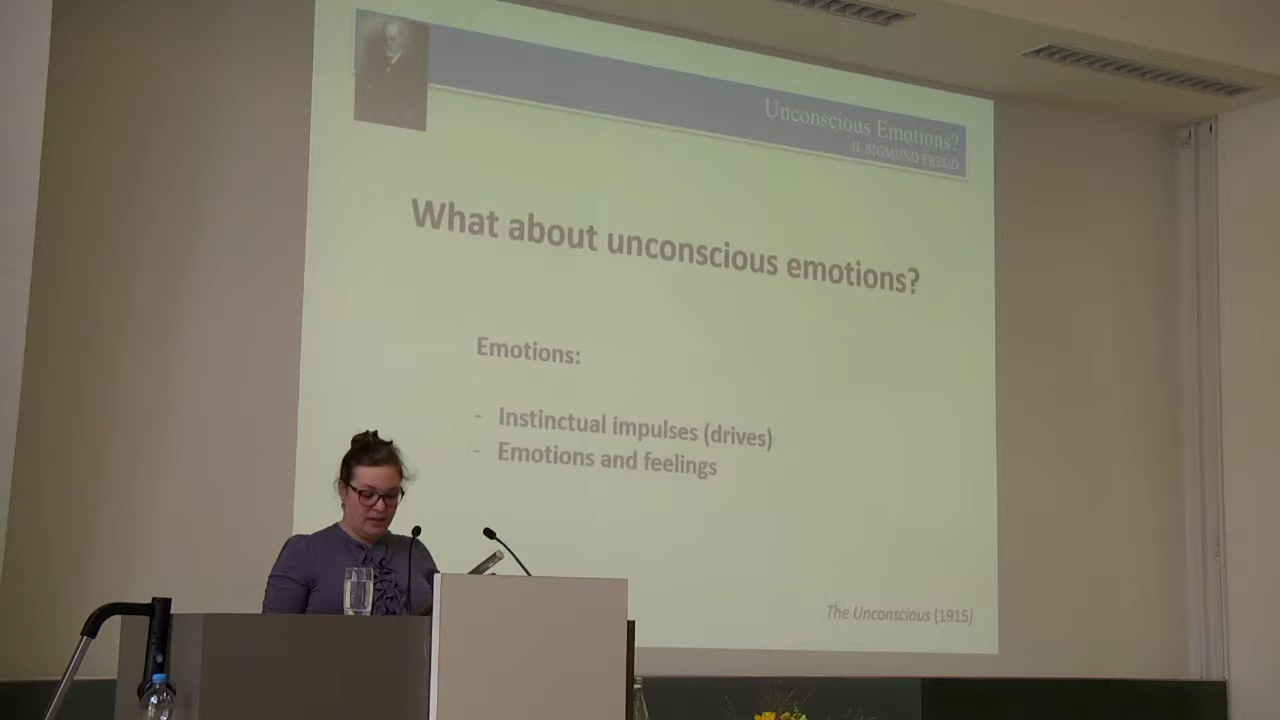 Unconscious Emotions?
II. SIGMUND FREUD
What about unconscious emotions?
Emotions:
- Instinctual impulses (drives)
- Emotions and feelings
The Unconscious (1915)